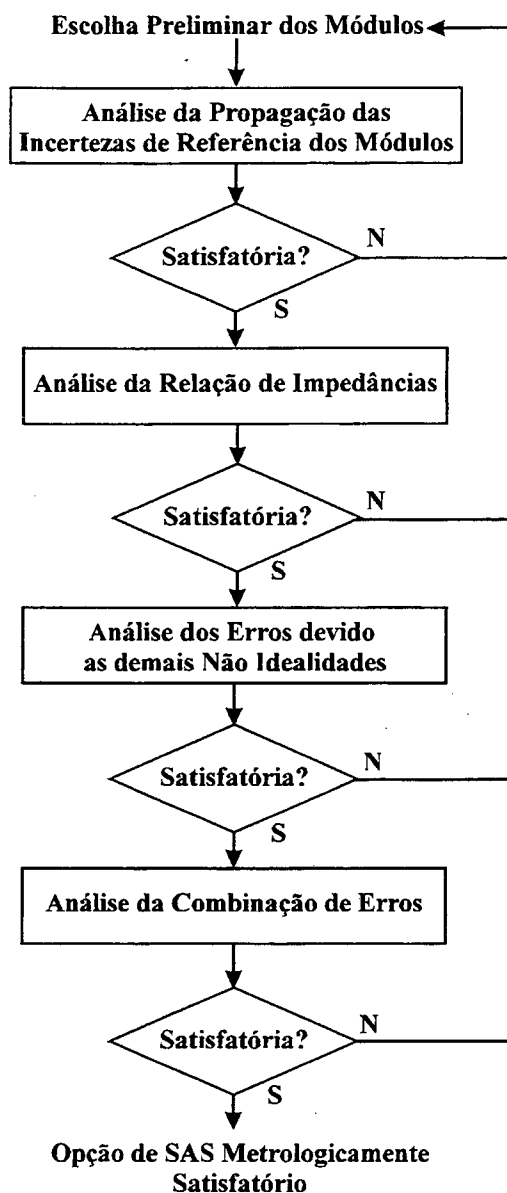 Escolha Preliminar dos Módulos
Análise da Propagação das
Incertezas de Referência dos Módulos
Satisfatória?
N
S
Análise da Relação de Impedâncias
Satisfatória?
N
S
Análise dos Erros devido
as demais Não Idealidades
Satisfatória?
N
S
Análise da Combinação de Erros
Satisfatória?
N
S
Opção de SAS Metrologicamente
Satisfatório